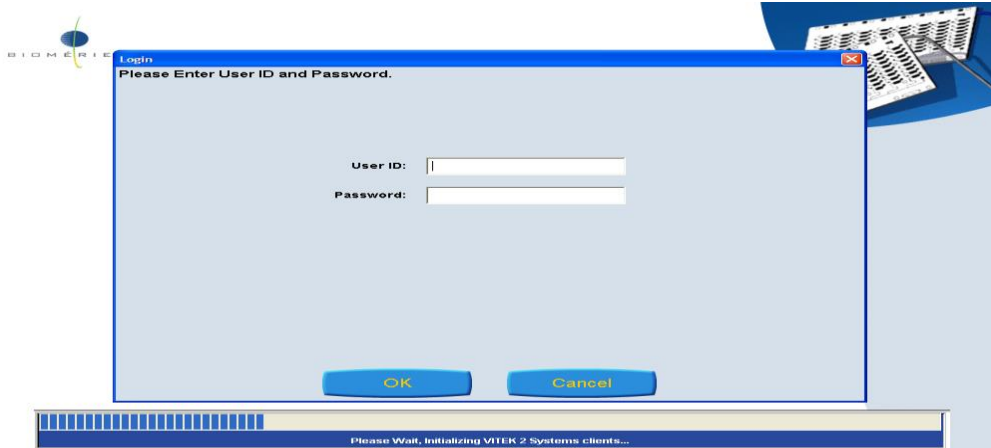 BIOMÉRIE
Login
Please Enter User ID and Password.
User ID:
Password:
OK
Cancel
Please Wait, Initializing VITEK 2 Systems clients...